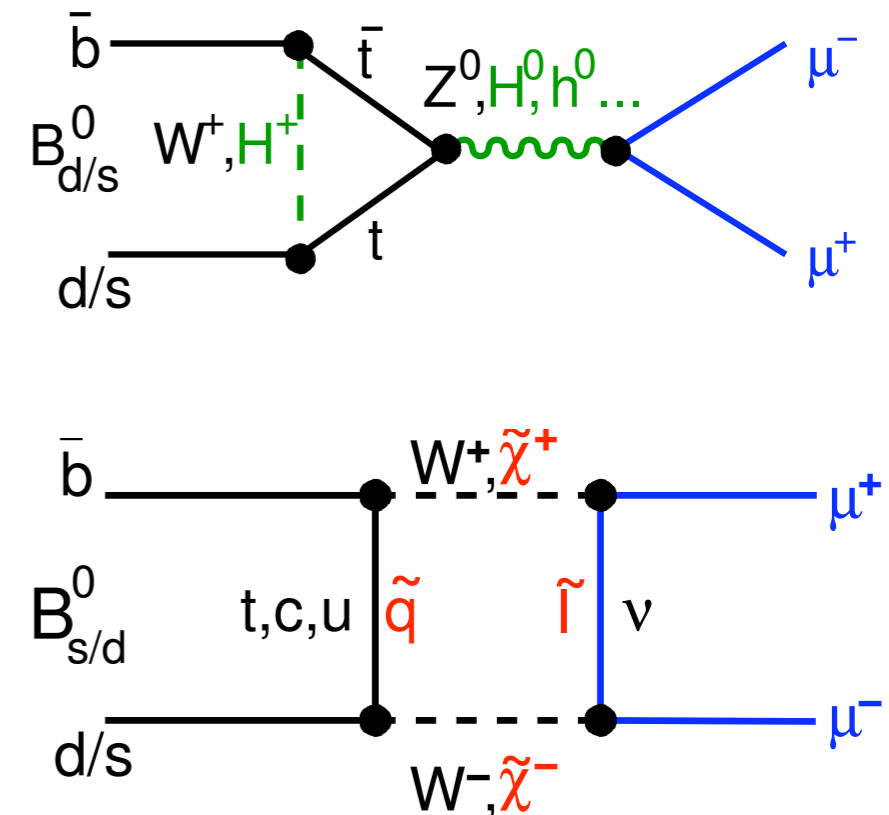 b̄
t̄
μ⁻
Z⁰,H⁰,h⁰...
B⁰d/s
W⁺,H⁺
t
μ⁺
d/s
b̄
W⁺,χ̃⁺
μ⁺
B⁰s/d
t,c,u
q̃
l̃
ν
μ⁻
d/s
W⁻,χ̃⁻